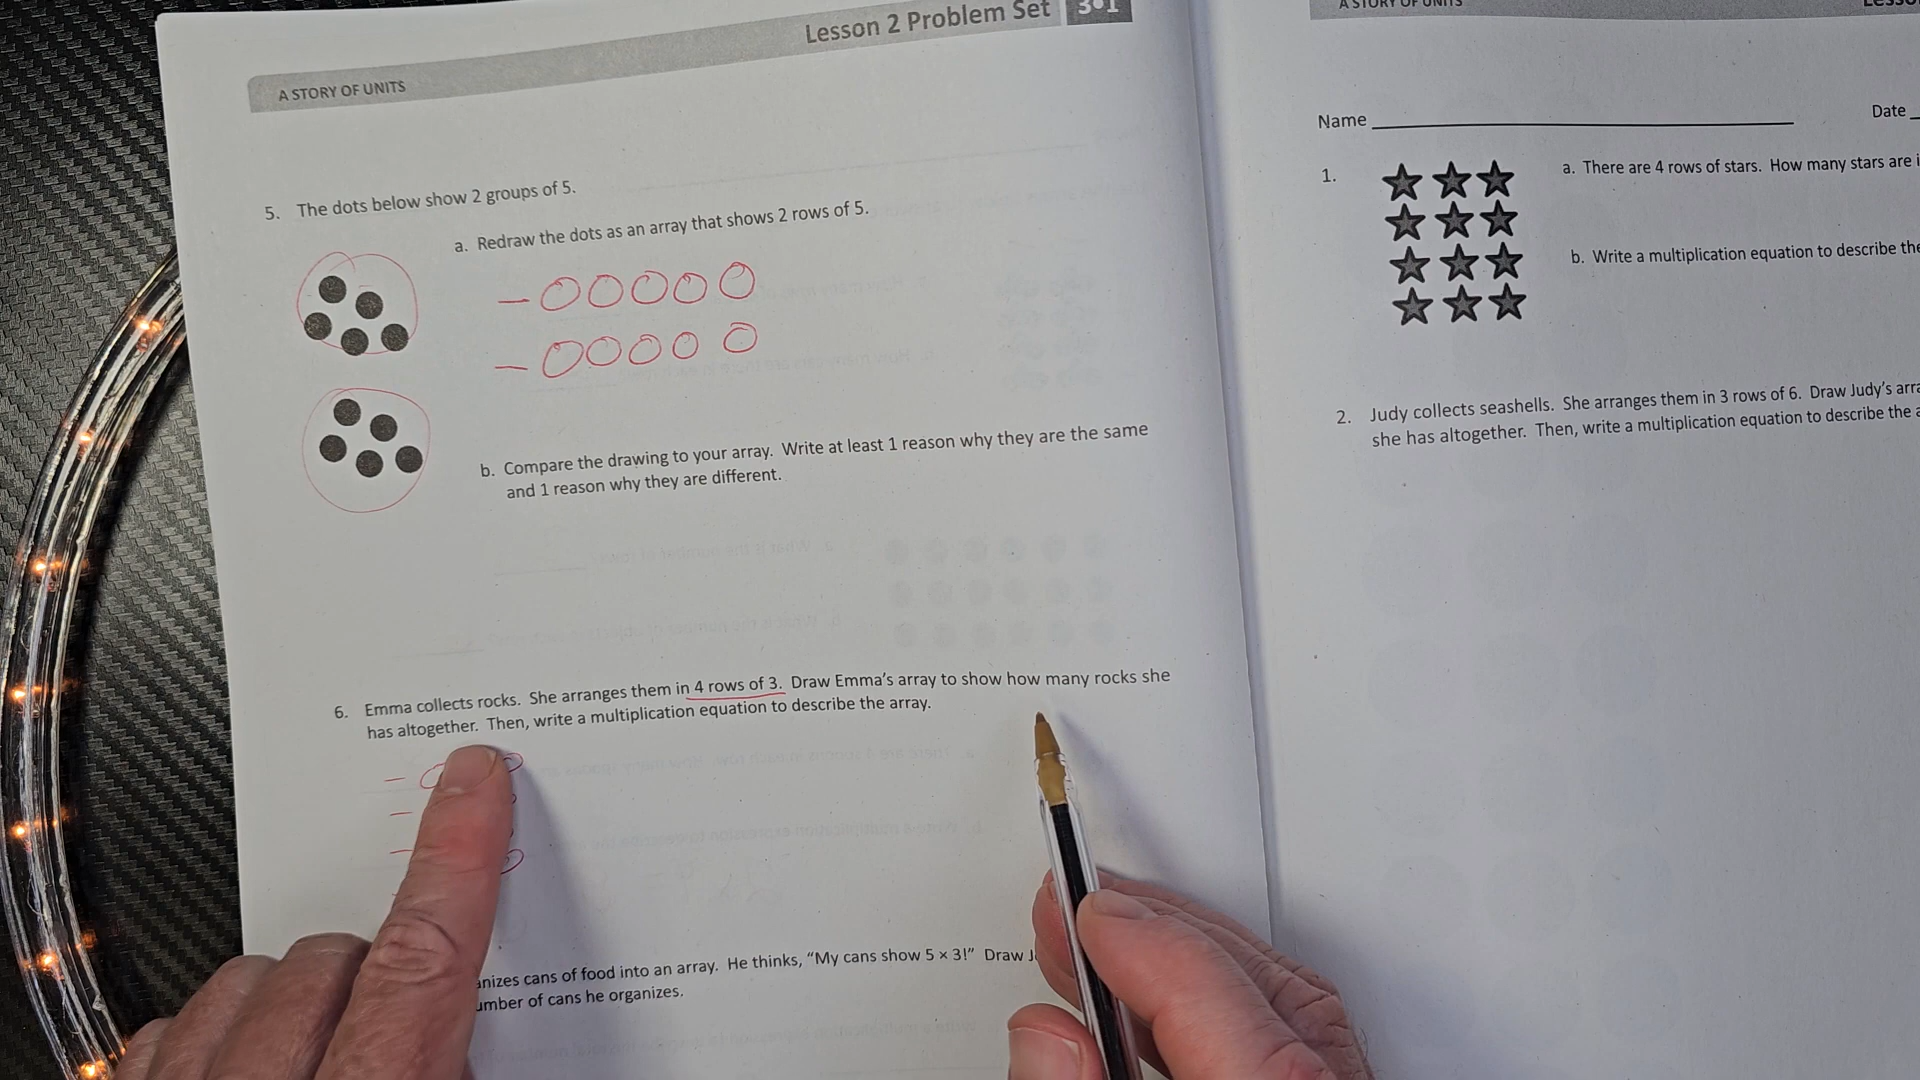 Lesson 2 Problem Set 3•1
A STORY OF UNITS
5. The dots below show 2 groups of 5.
a. Redraw the dots as an array that shows 2 rows of 5.
b. Compare the drawing to your array. Write at least 1 reason why they are the same
and 1 reason why they are different.
6. Emma collects rocks. She arranges them in 4 rows of 3. Draw Emma's array to show how many rocks she
has altogether. Then, write a multiplication equation to describe the array.
cans of food into an array. He thinks, “My cans show 5 × 3!” Draw
of cans he organizes.
A STORY OF UNITS
Name Date
1.
a. There are 4 rows of stars. How many stars are
b. Write a multiplication equation to describe the
2. Judy collects seashells. She arranges them in 3 rows of 6. Draw Judy’s
she has altogether. Then, write a multiplication equation to describe the